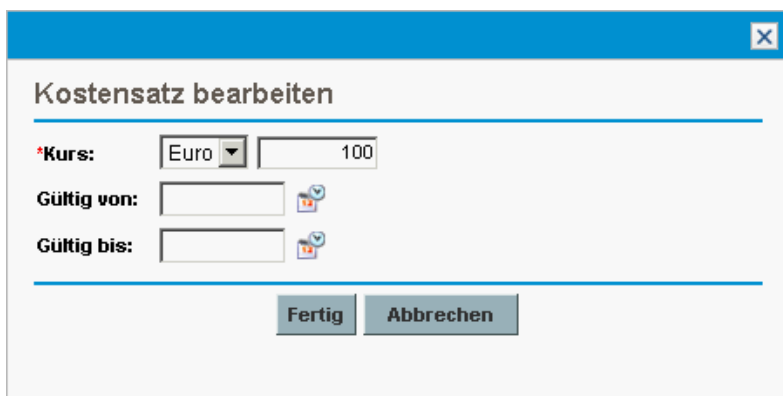 Kostensatz bearbeiten
*Kurs: Euro 100
Gültig von:
Gültig bis:
Fertig Abbrechen